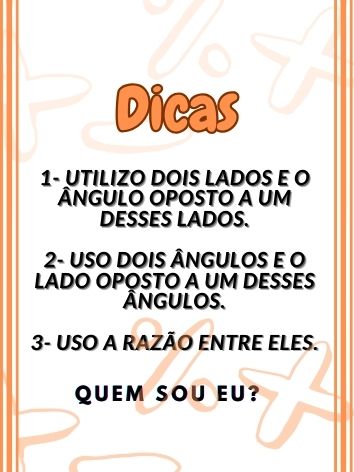 Dicas
1- UTILIZO DOIS LADOS E O
ÂNGULO OPOSTO A UM
DESSES LADOS.
2- USO DOIS ÂNGULOS E O
LADO OPOSTO A UM DESSES
ÂNGULOS.
3- USO A RAZÃO ENTRE ELES.
QUEM SOU EU?